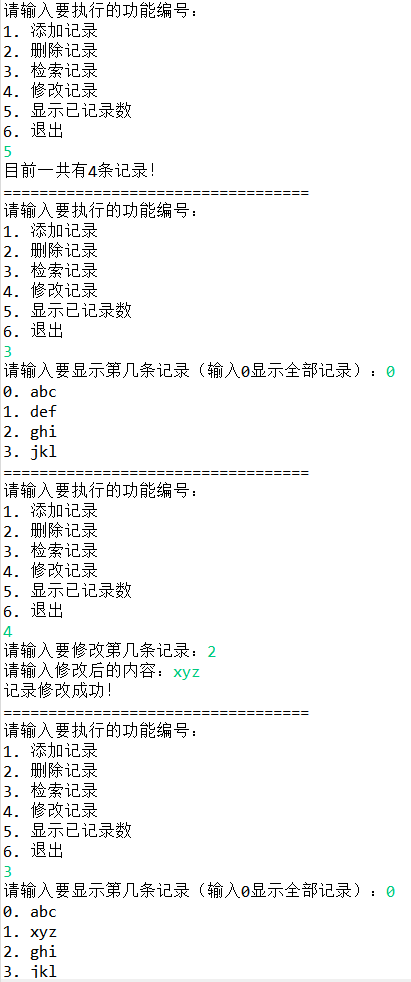 请输入要执行的功能编号：
1. 添加记录
2. 删除记录
3. 检索记录
4. 修改记录
5. 显示已记录数
6. 退出
5
目前一共有4条记录！
==================================
请输入要执行的功能编号：
1. 添加记录
2. 删除记录
3. 检索记录
4. 修改记录
5. 显示已记录数
6. 退出
3
请输入要显示第几条记录（输入0显示全部记录）：0
0. abc
1. def
2. ghi
3. jkl
==================================
请输入要执行的功能编号：
1. 添加记录
2. 删除记录
3. 检索记录
4. 修改记录
5. 显示已记录数
6. 退出
4
请输入要修改第几条记录：2
请输入修改后的内容：xyz
记录修改成功！
==================================
请输入要执行的功能编号：
1. 添加记录
2. 删除记录
3. 检索记录
4. 修改记录
5. 显示已记录数
6. 退出
3
请输入要显示第几条记录（输入0显示全部记录）：0
0. abc
1. xyz
2. ghi
3. jkl